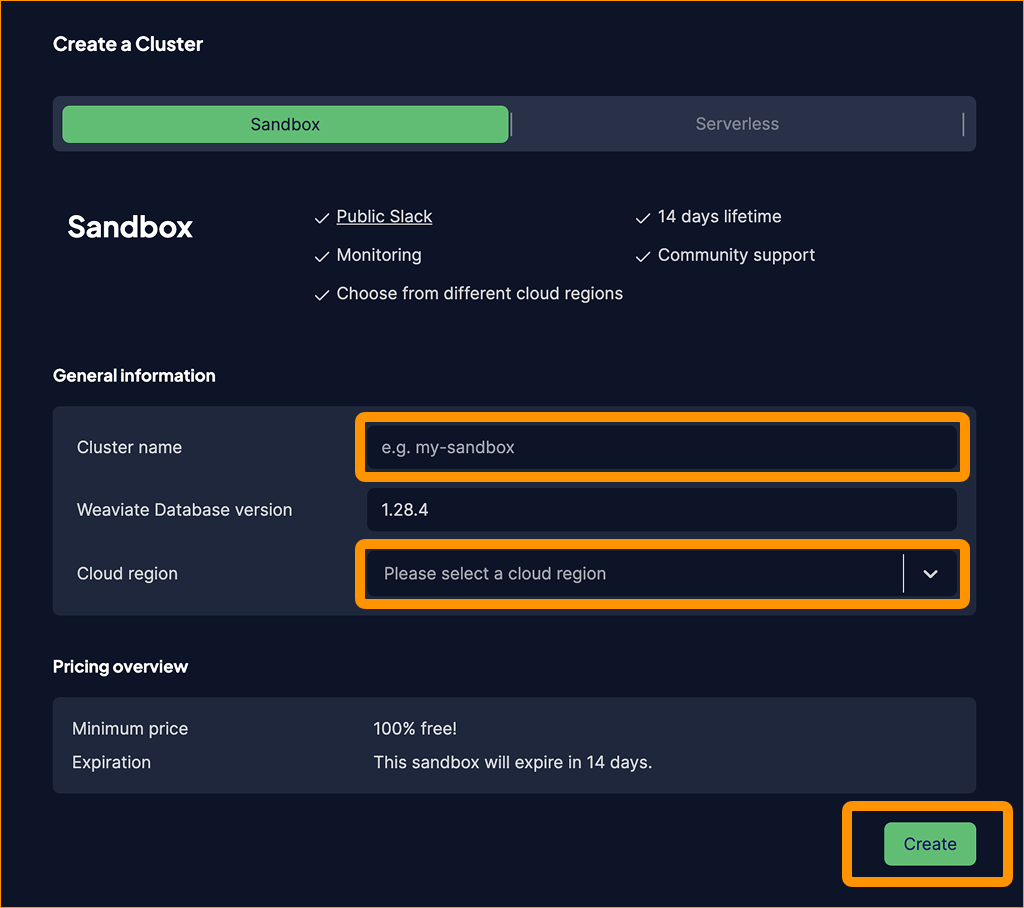 Create a Cluster
Sandbox
Serverless
Sandbox
Public Slack
14 days lifetime
Monitoring
Community support
Choose from different cloud regions
General information
Cluster name
e.g. my-sandbox
Weaviate Database version
1.28.4
Cloud region
Please select a cloud region
Pricing overview
Minimum price
100% free!
Expiration
This sandbox will expire in 14 days.
Create